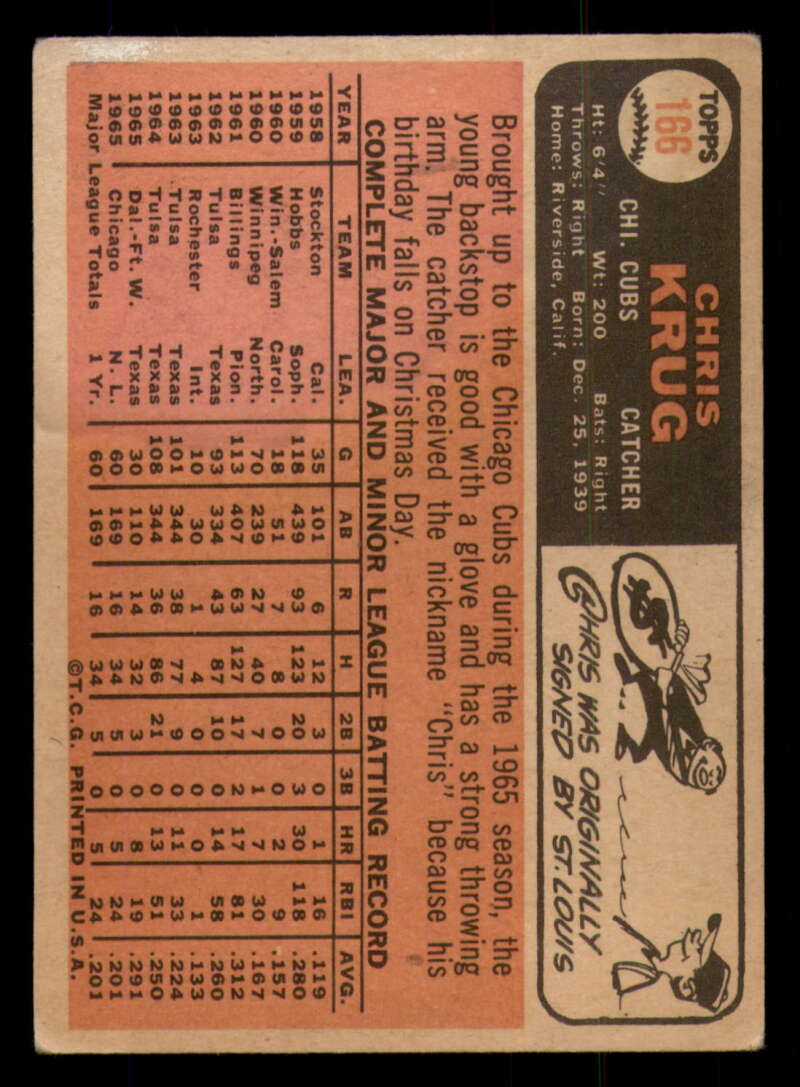 TOPPS
166
CHRIS
KRUG
CHI. CUBS CATCHER
Ht: 6'4" Wt: 200 Bats: Right
Throws: Right Born: Dec. 25, 1939
Home: Riverside, Calif.
CHRIS WAS ORIGINALLY
SIGNED BY ST. LOUIS
Brought up to the Chicago Cubs during the 1965 season, the
young backstop is good with a glove and has a strong throwing
arm. The catcher received the nickname "Chris" because his
birthday falls on Christmas Day.
COMPLETE MAJOR AND MINOR LEAGUE BATTING RECORD
YEAR TEAM LEA. G AB R H 2B 3B HR RBI AVG.
1958 Stockton Cal. 35 101 6 12 3 0 1 16 .119
1959 Hobbs Soph. 118 439 93 123 20 3 30 118 .280
1960 Win.-Salem Carol. 18 51 7 8 0 0 2 9 .157
1960 Winnipeg North. 70 239 27 40 7 1 7 30 .167
1961 Billings Pion. 113 407 63 127 17 2 17 81 .312
1962 Tulsa Texas 93 334 43 87 10 0 14 58 .260
1963 Rochester Int. 10 30 1 4 0 0 0 1 .133
1963 Tulsa Texas 101 344 38 77 9 0 11 33 .224
1964 Tulsa Texas 108 344 36 86 21 0 13 51 .250
1965 Dal.-Ft. W. Texas 30 110 14 32 3 0 8 19 .291
1965 Chicago N. L. 60 169 16 34 5 0 5 24 .201
Major League Totals 1 Yr. 60 169 16 34 5 0 5 24 .201
©T.C.G. PRINTED IN U.S.A.